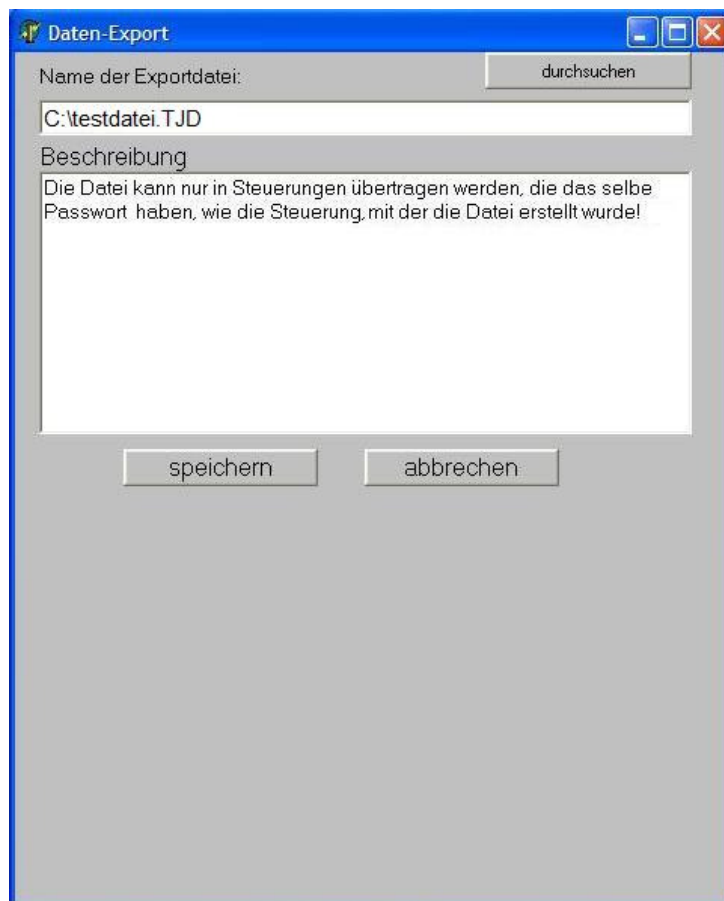 Daten-Export
Name der Exportdatei:
durchsuchen
C:\testdatei.TJD
Beschreibung
Die Datei kann nur in Steuerungen übertragen werden, die das selbe
Passwort haben, wie die Steuerung, mit der die Datei erstellt wurde!
speichern
abbrechen